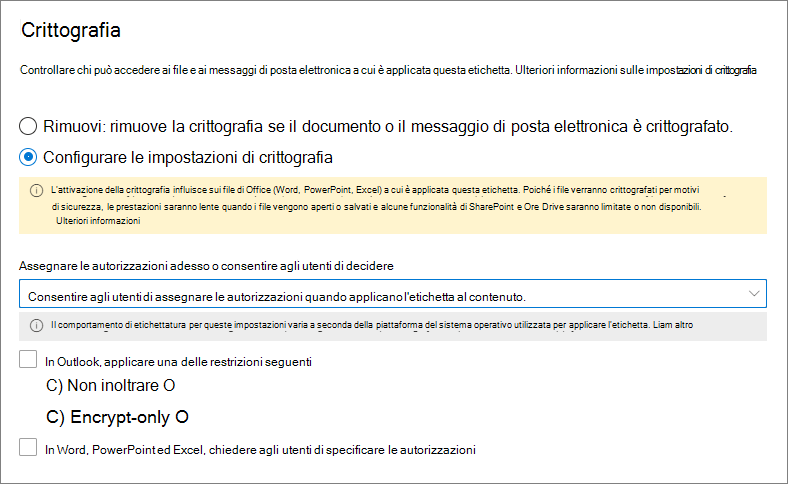 Crittografia
Controllare chi può accedere ai file e ai messaggi di posta elettronica a cui è applicata questa etichetta. Ulteriori informazioni sulle impostazioni di crittografia
Rimuovi: rimuove la crittografia se il documento o il messaggio di posta elettronica è crittografato.
Configurare le impostazioni di crittografia
L'attivazione della crittografia influisce sui file di Office (Word, PowerPoint, Excel) a cui è applicata questa etichetta. Poiché i file verranno crittografati per motivi
di sicurezza, le prestazioni saranno lente quando i file vengono aperti o salvati e alcune funzionalità di SharePoint e Ore Drive saranno limitate o non disponibili.
Ulteriori informazioni
Assegnare le autorizzazioni adesso o consentire agli utenti di decidere
Consentire agli utenti di assegnare le autorizzazioni quando applicano l'etichetta al contenuto.
Il comportamento di etichettatura per queste impostazioni varia a seconda della piattaforma del sistema operativo utilizzata per applicare l'etichetta. Liam altro
In Outlook, applicare una delle restrizioni seguenti
C) Non inoltrare O
C) Encrypt-only O
In Word, PowerPoint ed Excel, chiedere agli utenti di specificare le autorizzazioni